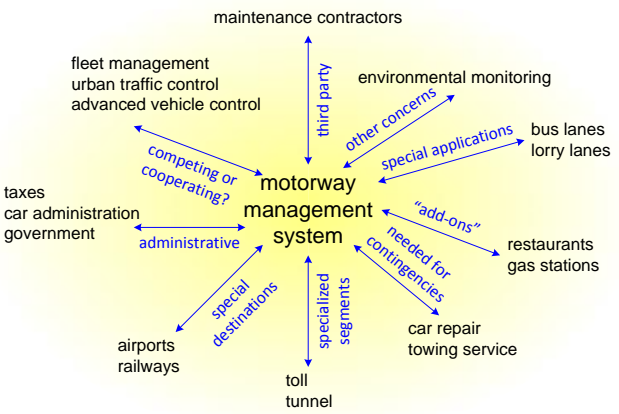 maintenance contractors
third party
fleet management
urban traffic control
advanced vehicle control
competing or
cooperating?
environmental monitoring
other concerns
bus lanes
lorry lanes
special applications
motorway
management
system
taxes
car administration
government
administrative
"add-ons"
restaurants
gas stations
needed for
contingencies
car repair
towing service
special
destinations
airports
railways
specialized
segments
toll
tunnel